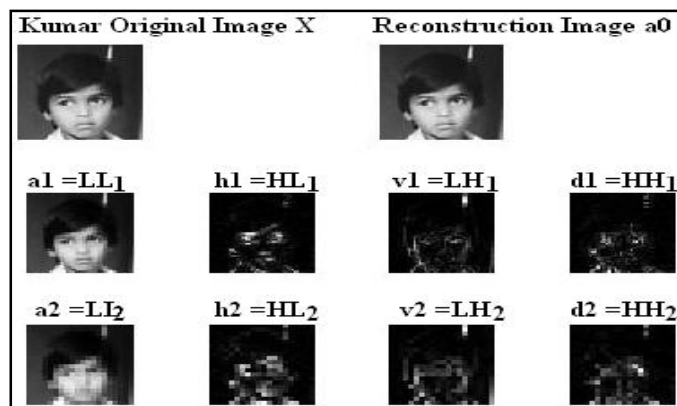 Kumar Original Image X Reconstruction Image a0
a1 =LL1 h1 =HL1 v1 =LH1 d1 =HH1
a2 =LL2 h2 =HL2 v2 =LH2 d2 =HH2